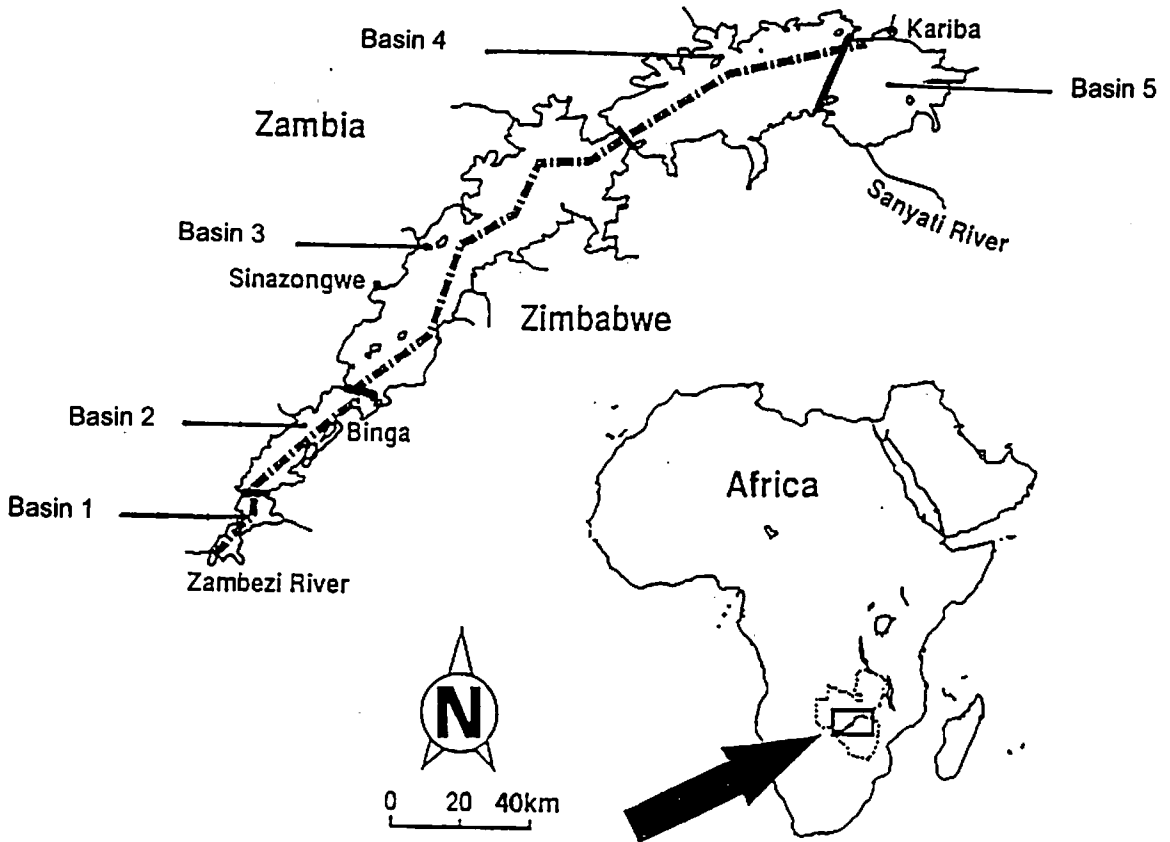 Basin 4
Kariba
Basin 5
Zambia
Sanyati River
Basin 3
Sinazongwe
Zimbabwe
Basin 2
Binga
Africa
Basin 1
Zambezi River
N
0 20 40km